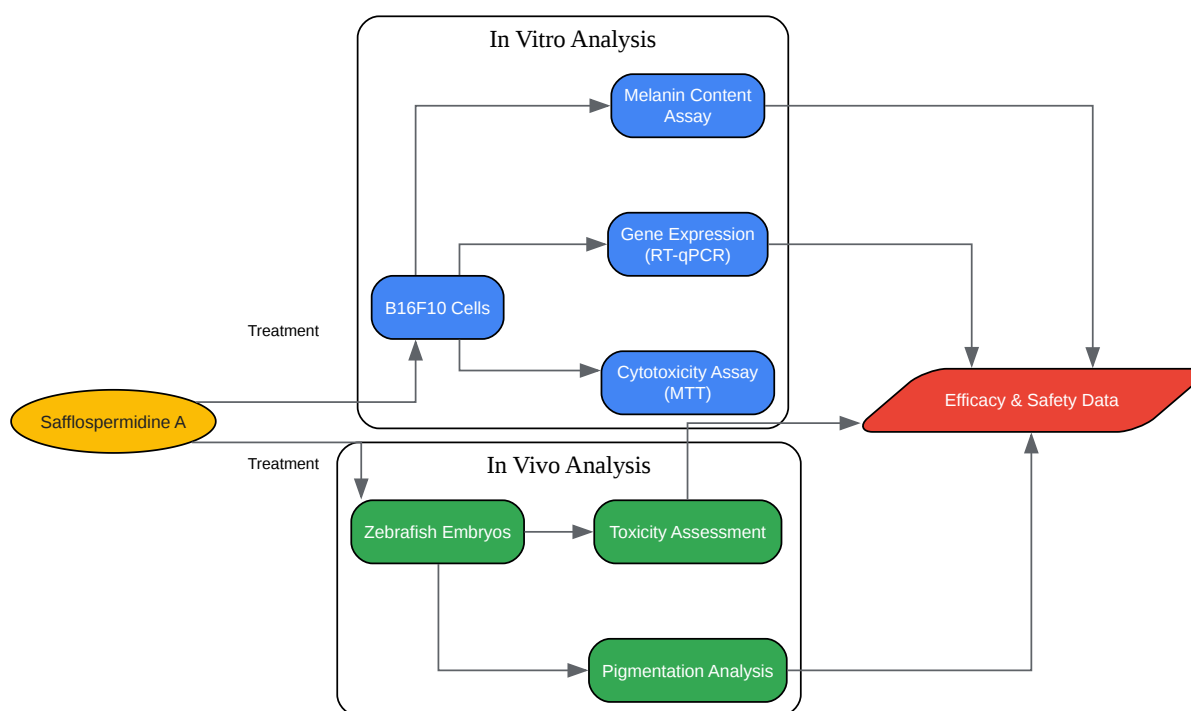 In Vitro Analysis
Melanin Content
Assay
Gene Expression
(RT-qPCR)
B16F10 Cells
Treatment
Cytotoxicity Assay
(MTT)
Efficacy & Safety Data
Safflospermidine A
Treatment
In Vivo Analysis
Zebrafish Embryos
Toxicity Assessment
Pigmentation Analysis